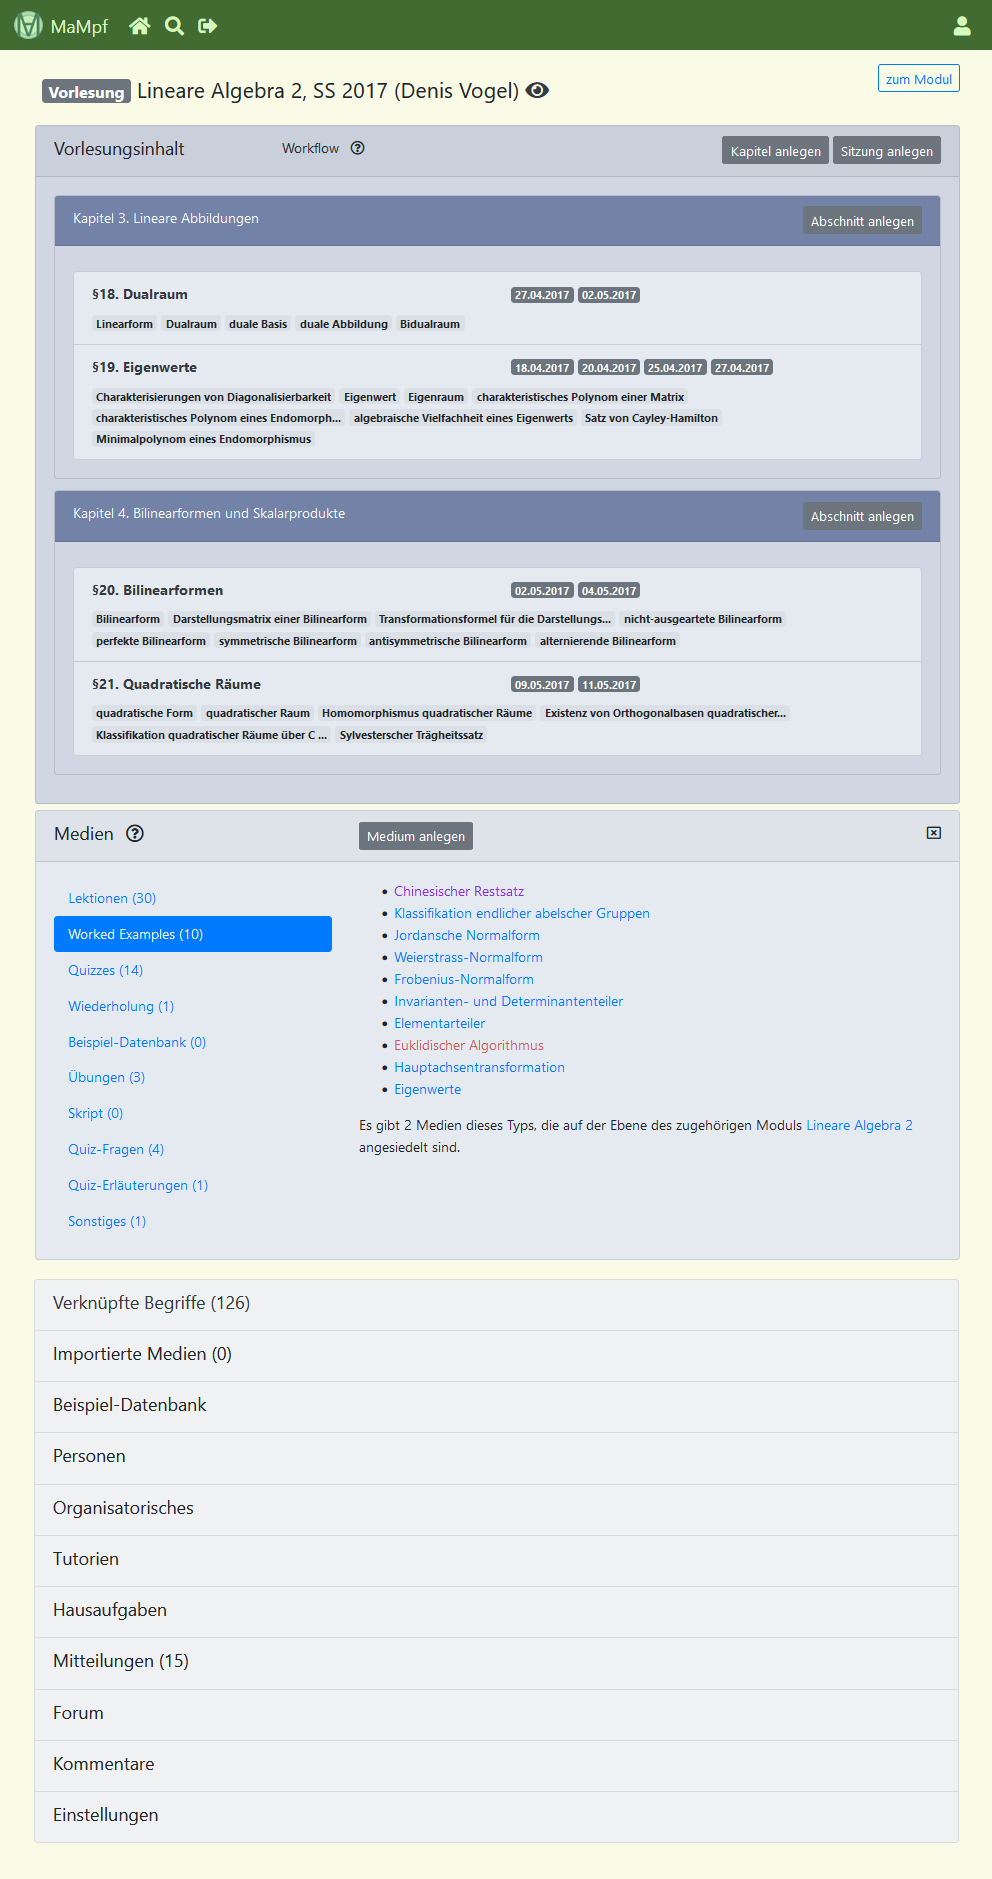 MaMpf
Vorlesung Lineare Algebra 2, SS 2017 (Denis Vogel)
zum Modul
Vorlesungsinhalt
Workflow
Kapitel anlegen
Sitzung anlegen
Kapitel 3. Lineare Abbildungen
Abschnitt anlegen
§18. Dualraum
27.04.2017 02.05.2017
Linearform Dualraum duale Basis duale Abbildung Bidualraum
§19. Eigenwerte
18.04.2017 20.04.2017 25.04.2017 27.04.2017
Charakterisierungen von Diagonalisierbarkeit Eigenwert Eigenraum charakteristisches Polynom einer Matrix
charakteristisches Polynom eines Endomorph... algebraische Vielfachheit eines Eigenwerts Satz von Cayley-Hamilton
Minimalpolynom eines Endomorphismus
Kapitel 4. Bilinearformen und Skalarprodukte
Abschnitt anlegen
§20. Bilinearformen
02.05.2017 04.05.2017
Bilinearform Darstellungsmatrix einer Bilinearform Transformationsformel für die Darstellungs... nicht-ausgeartete Bilinearform
perfekte Bilinearform symmetrische Bilinearform antisymmetrische Bilinearform alternierende Bilinearform
§21. Quadratische Räume
09.05.2017 11.05.2017
quadratische Form quadratischer Raum Homomorphismus quadratischer Räume Existenz von Orthogonalbasen quadratischer...
Klassifikation quadratischer Räume über C ... Sylvesterscher Trägheitssatz
Medien
Medium anlegen
Lektionen (30)
Worked Examples (10)
Quizzes (14)
Wiederholung (1)
Beispiel-Datenbank (0)
Übungen (3)
Skript (0)
Quiz-Fragen (4)
Quiz-Erläuterungen (1)
Sonstiges (1)
Chinesischer Restsatz
Klassifikation endlicher abelscher Gruppen
Jordansche Normalform
Weierstrass-Normalform
Frobenius-Normalform
Invarianten- und Determinantenteiler
Elementarteiler
Euklidischer Algorithmus
Hauptachsentransformation
Eigenwerte
Es gibt 2 Medien dieses Typs, die auf der Ebene des zugehörigen Moduls Lineare Algebra 2
angesiedelt sind.
Verknüpfte Begriffe (126)
Importierte Medien (0)
Beispiel-Datenbank
Personen
Organisatorisches
Tutorien
Hausaufgaben
Mitteilungen (15)
Forum
Kommentare
Einstellungen